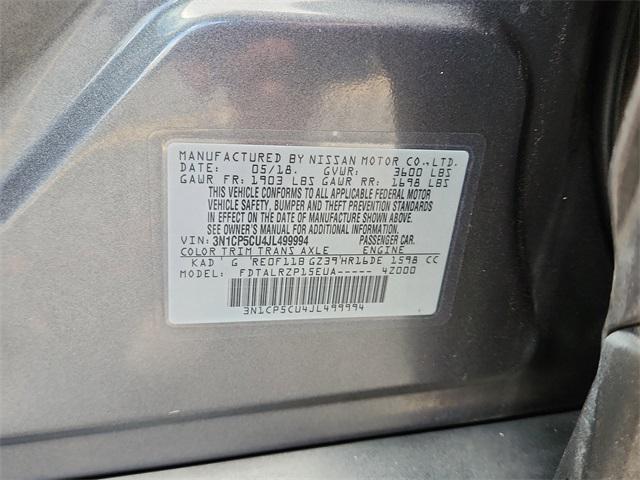 MANUFACTURED BY NISSAN MOTOR CO.,LTD.
DATE: 05/18. GVWR: 3600 LBS
GAWR FR: 1903 LBS GAWR RR: 1698 LBS
THIS VEHICLE CONFORMS TO ALL APPLICABLE FEDERAL MOTOR
VEHICLE SAFETY, BUMPER AND THEFT PREVENTION STANDARDS
IN EFFECT ON THE DATE OF MANUFACTURE SHOWN ABOVE.
SEE OWNER'S MANUAL FOR ADDITIONAL INFORMATION.
VIN: 3N1CP5CU4JL499994 PASSENGER CAR.
COLOR TRIM TRANS AXLE ENGINE
KAD G RE0F11B GZ39 HR16DE 1598 CC
MODEL: FDTALRZP15EUA----- 4Z000
3N1CP5CU4JL499994